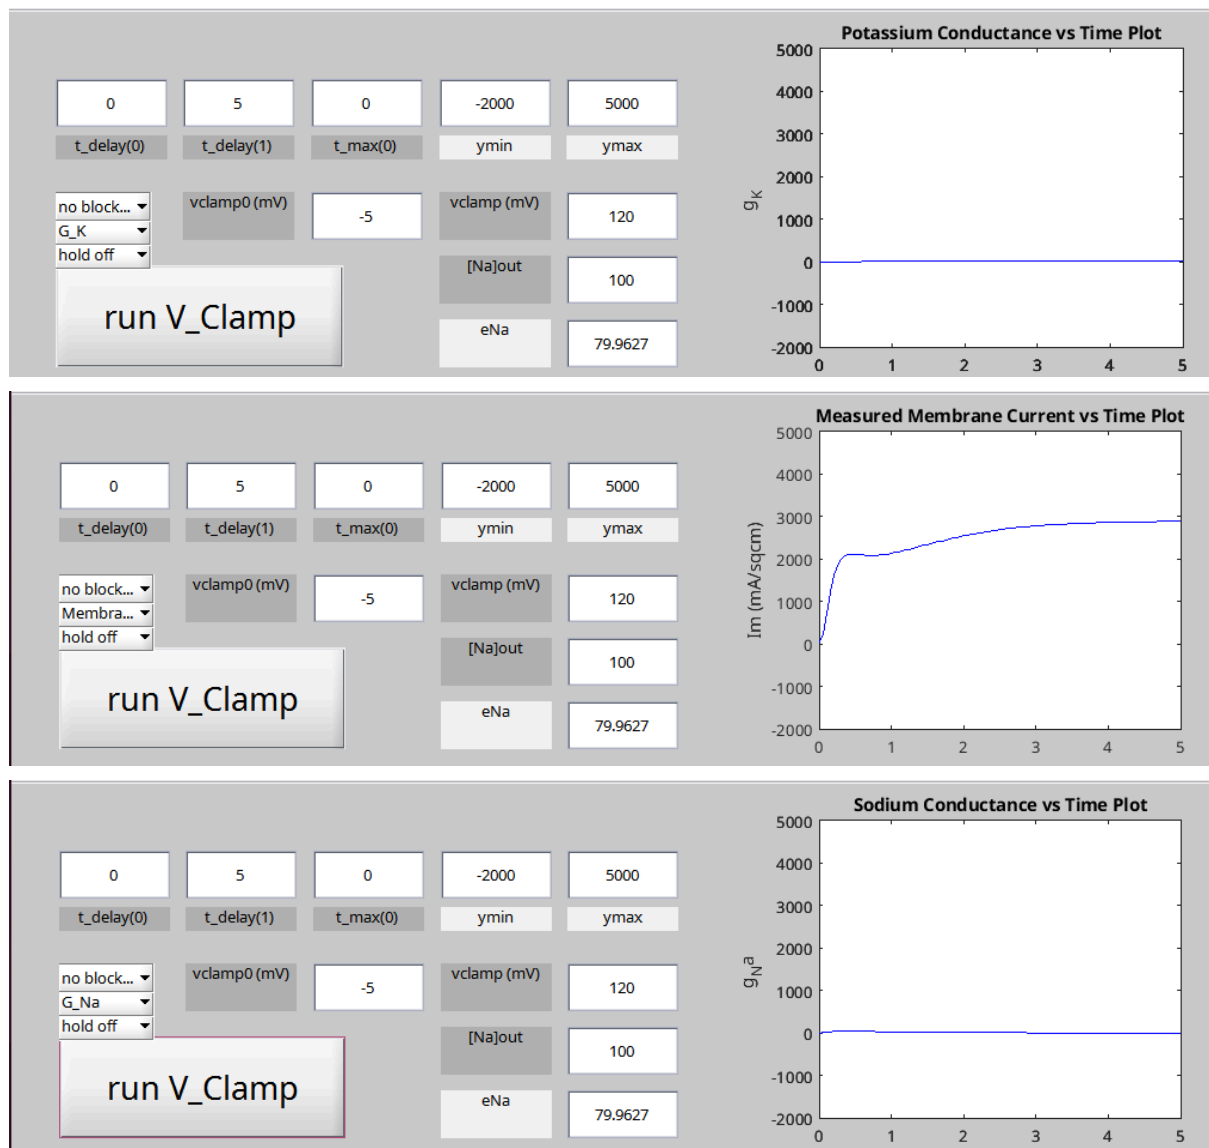 Potassium Conductance vs Time Plot
0 5 0 -2000 5000
t_delay(0) t_delay(1) t_max(0) ymin ymax
no block... vclamp0 (mV) -5 vclamp (mV) 120
G_K
hold off
[Na]out 100
run V_Clamp
eNa 79.9627
5000
4000
3000
2000
1000
0
-1000
-2000
gK
0 1 2 3 4 5
Measured Membrane Current vs Time Plot
0 5 0 -2000 5000
t_delay(0) t_delay(1) t_max(0) ymin ymax
no block... vclamp0 (mV) -5 vclamp (mV) 120
Membra...
hold off
[Na]out 100
run V_Clamp
eNa 79.9627
5000
4000
3000
2000
1000
0
-1000
-2000
Im (mA/sqcm)
0 1 2 3 4 5
Sodium Conductance vs Time Plot
0 5 0 -2000 5000
t_delay(0) t_delay(1) t_max(0) ymin ymax
no block... vclamp0 (mV) -5 vclamp (mV) 120
G_Na
hold off
[Na]out 100
run V_Clamp
eNa 79.9627
5000
4000
3000
2000
1000
0
-1000
-2000
gNa
0 1 2 3 4 5